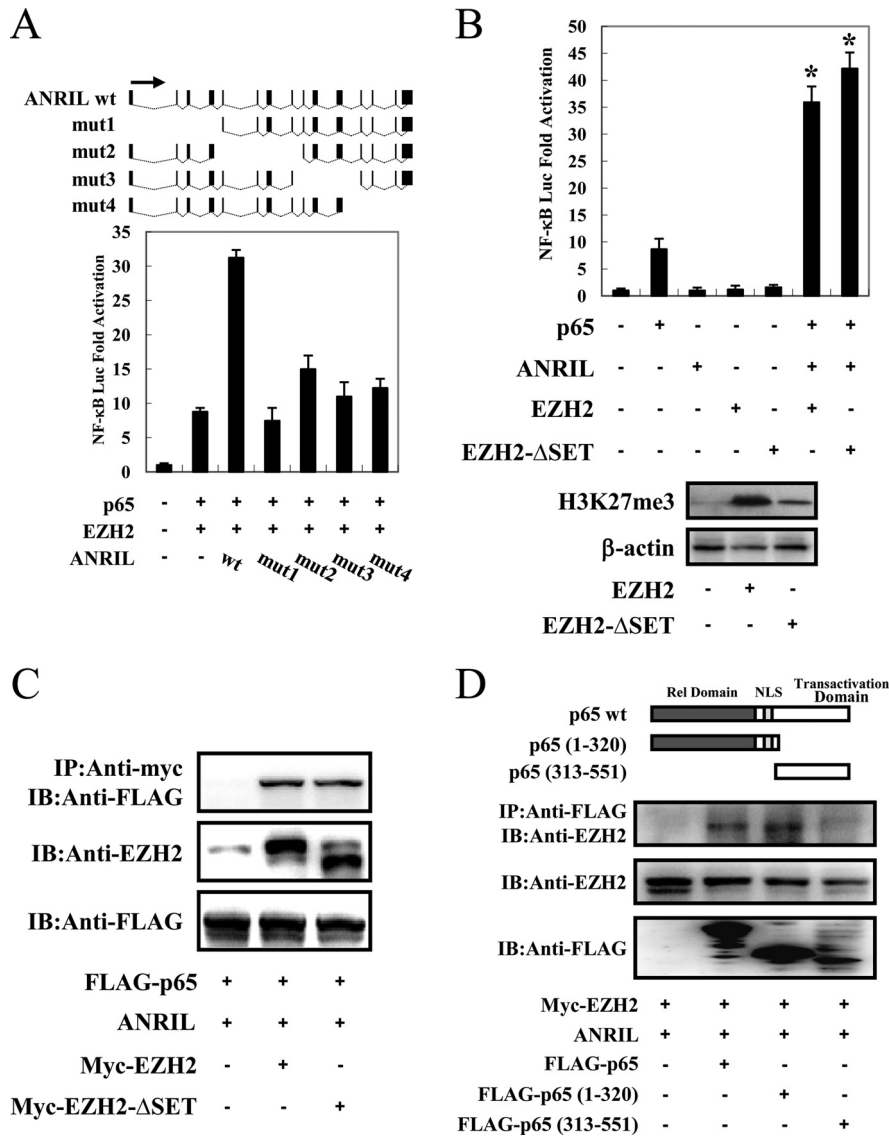 A
ANRIL wt
mut1
mut2
mut3
mut4
NF-κB Luc Fold Activation
35
30
25
20
15
10
5
0
p65 - + + + + + +
EZH2 - + + + + + +
ANRIL - - wt mut1 mut2 mut3 mut4
B
NF-κB Luc Fold Activation
50
45
40
35
30
25
20
15
10
5
0
* *
p65 - + - - - + +
ANRIL - - + - - + +
EZH2 - - - + - + -
EZH2-ΔSET - - - - + - +
H3K27me3
β-actin
EZH2 - + -
EZH2-ΔSET - - +
C
IP:Anti-myc
IB:Anti-FLAG
IB:Anti-EZH2
IB:Anti-FLAG
FLAG-p65 + + +
ANRIL + + +
Myc-EZH2 - + -
Myc-EZH2-ΔSET - - +
D
Rel Domain NLS Transactivation
Domain
p65 wt
p65 (1-320)
p65 (313-551)
IP:Anti-FLAG
IB:Anti-EZH2
IB:Anti-EZH2
IB:Anti-FLAG
Myc-EZH2 + + + +
ANRIL + + + +
FLAG-p65 - + - -
FLAG-p65 (1-320) - - + -
FLAG-p65 (313-551) - - - +